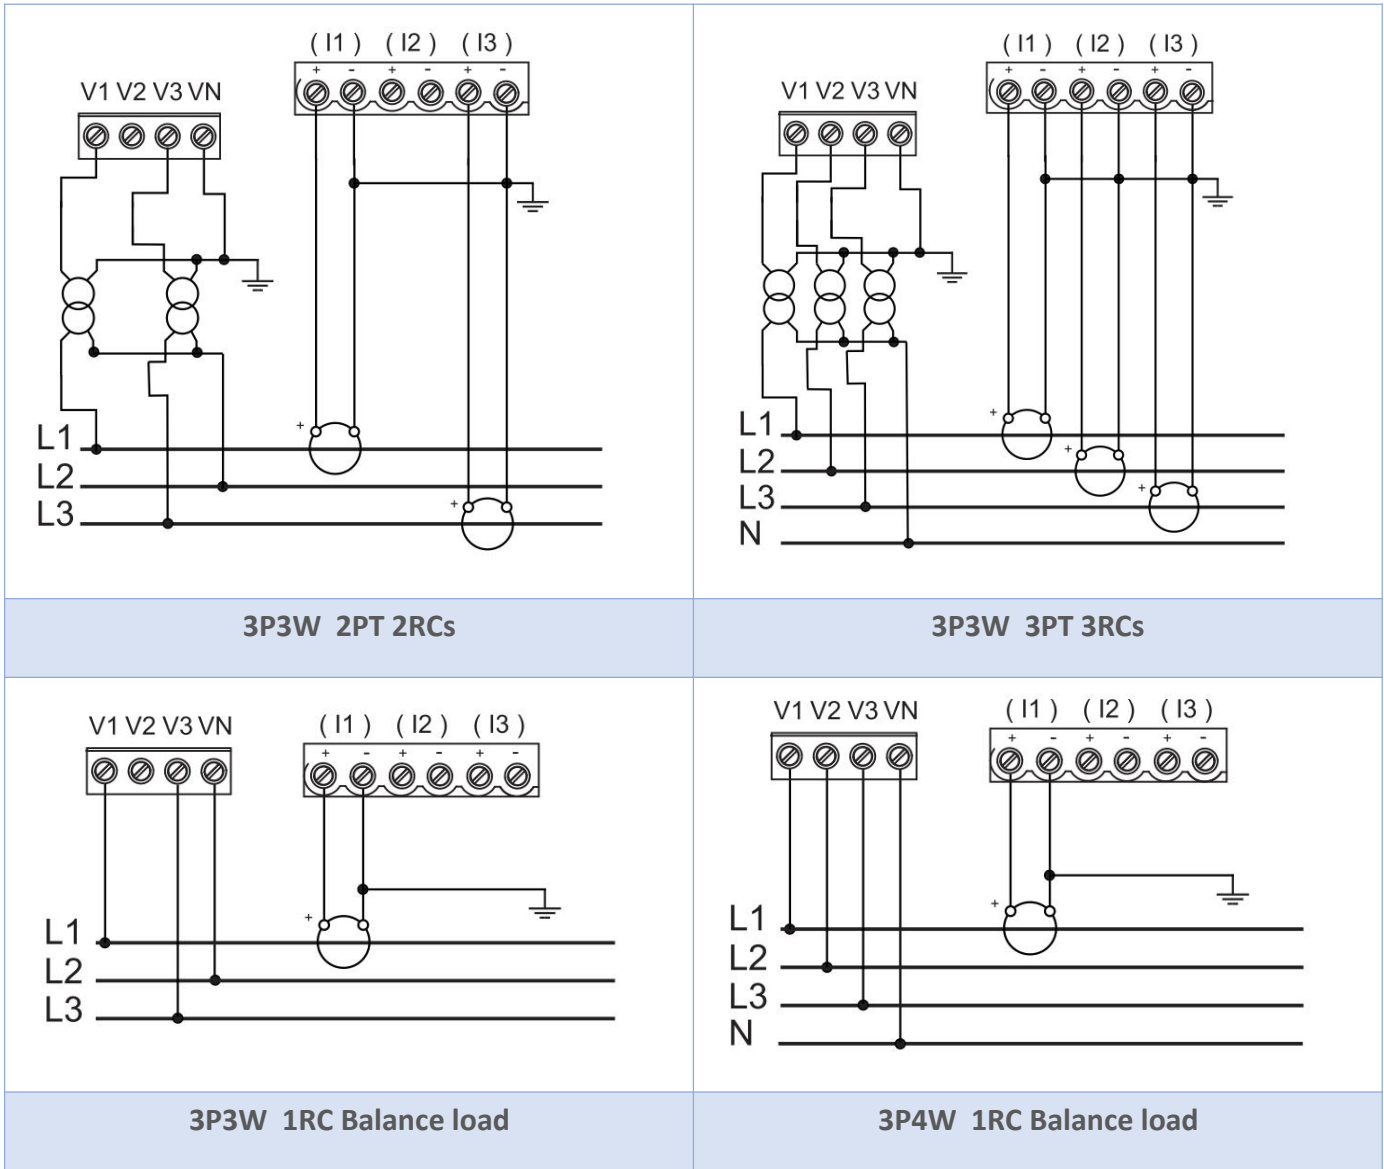 ( I1 ) ( I2 ) ( I3 )
+ - + - + -
V1 V2 V3 VN
+
L1
L2
+
L3
3P3W 2PT 2RCs
( I1 ) ( I2 ) ( I3 )
+ - + - + -
V1 V2 V3 VN
+
L1
+
L2
+
L3
N
3P3W 3PT 3RCs
V1 V2 V3 VN
( I1 ) ( I2 ) ( I3 )
+ - + - + -
+
L1
L2
L3
3P3W 1RC Balance load
V1 V2 V3 VN
( I1 ) ( I2 ) ( I3 )
+ - + - + -
+
L1
L2
L3
N
3P4W 1RC Balance load